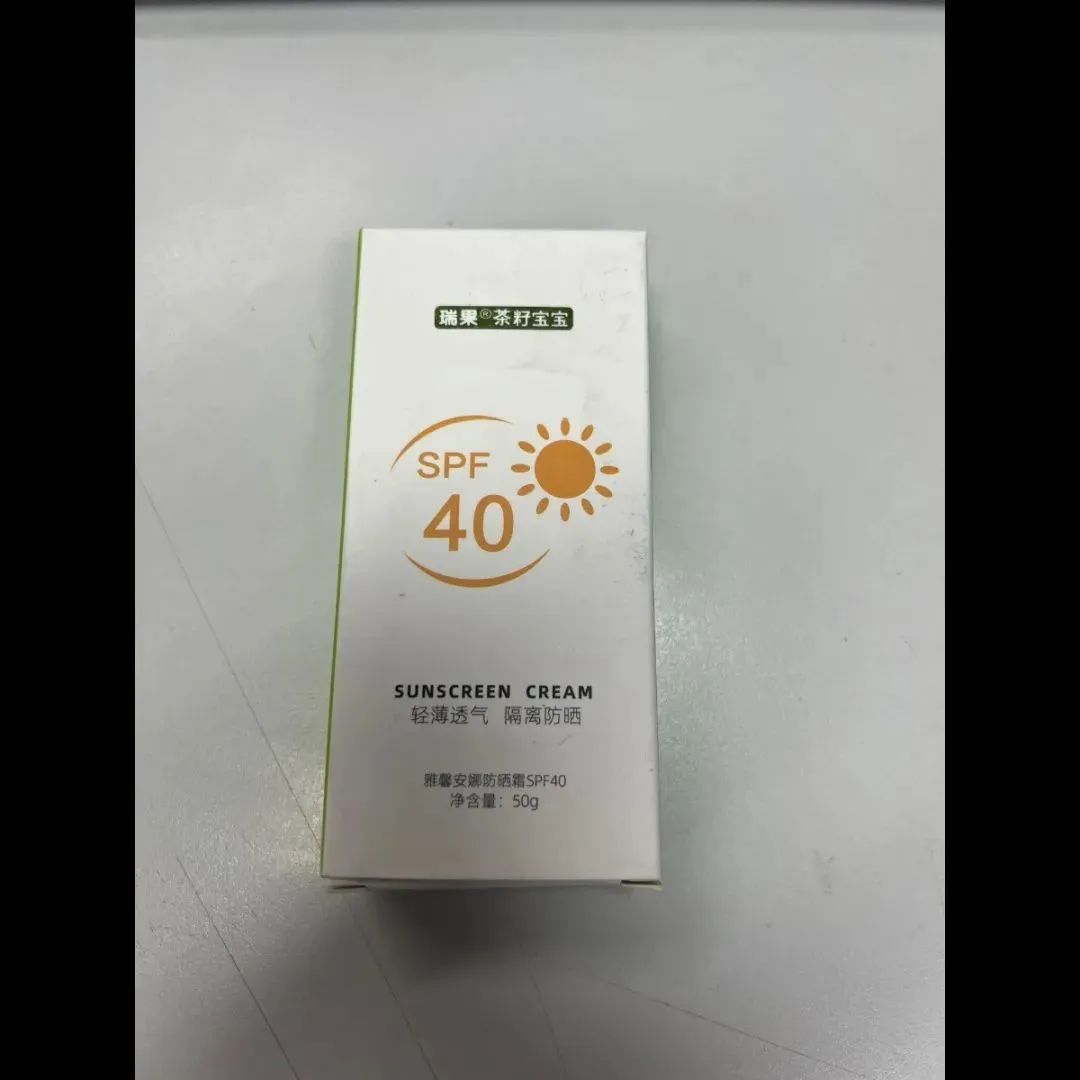 瑞果®茶籽宝宝
SPF
40
SUNSCREEN CREAM
轻薄透气 隔离防晒
雅馨安娜防晒霜SPF40
净含量：50g